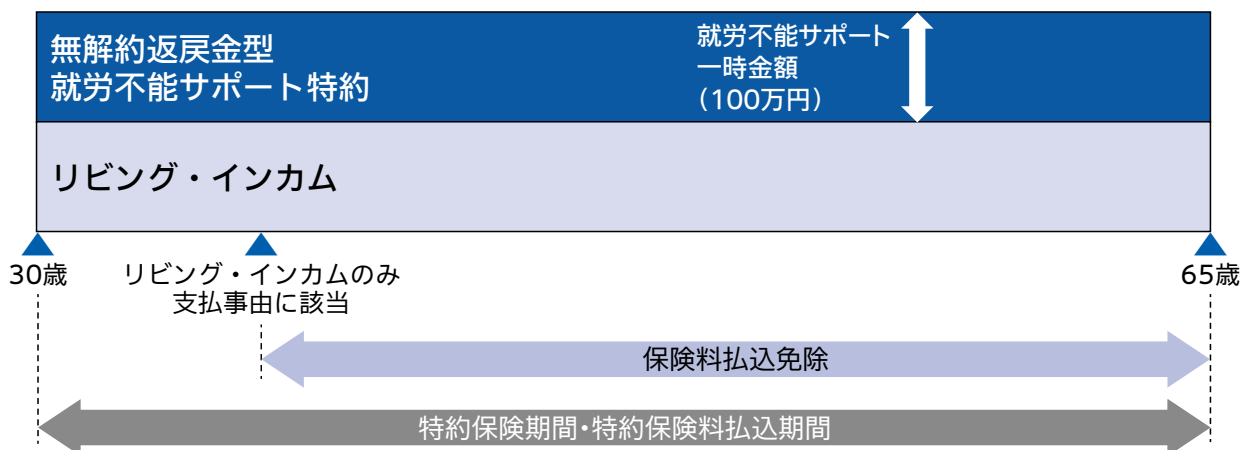 無解約返戻金型
就労不能サポート特約
就労不能サポート
一時金額
（100万円）
リビング・インカム
30歳
リビング・インカムのみ
支払事由に該当
65歳
保険料払込免除
特約保険期間・特約保険料払込期間